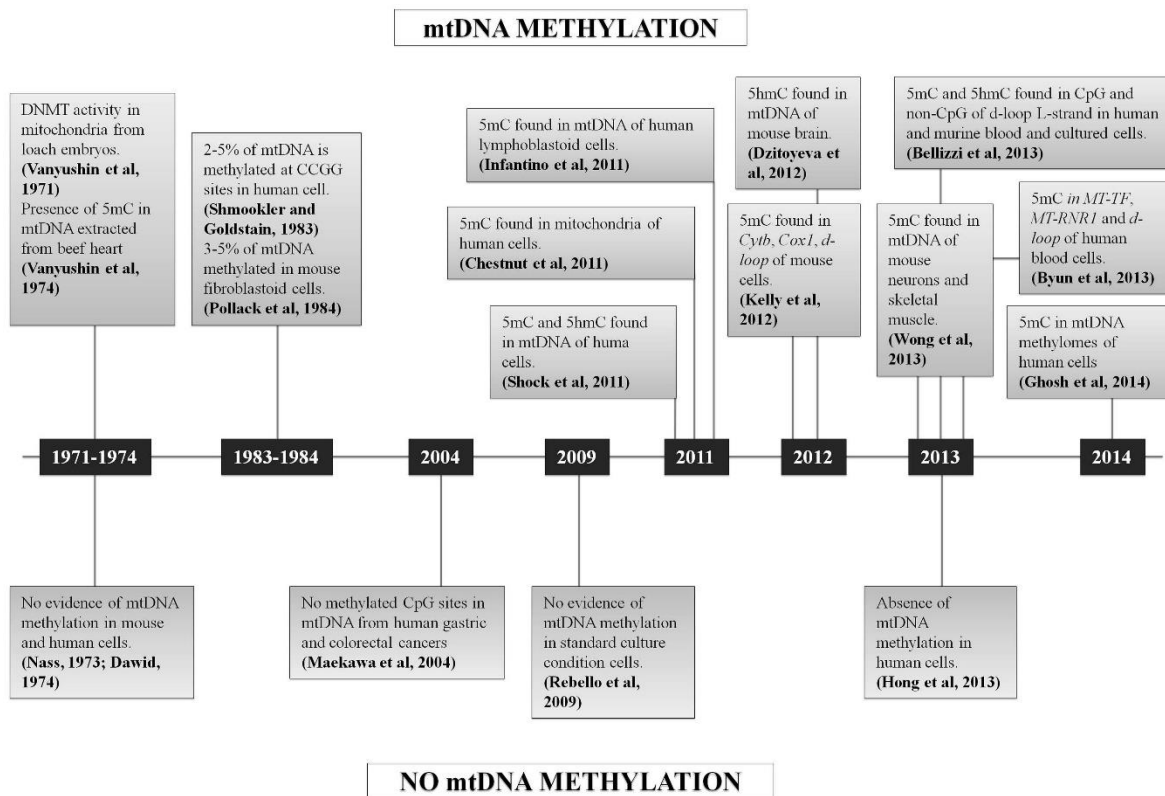 mtDNA METHYLATION
DNMT activity in
mitochondria from
loach embryos.
(Vanyushin et al,
1971)
Presence of 5mC in
mtDNA extracted
from beef heart
(Vanyushin et al,
1974)
2-5% of mtDNA is
methylated at CCGG
sites in human cell.
(Shmookler and
Goldstain, 1983)
3-5% of mtDNA
methylated in mouse
fibroblastoid cells.
(Pollack et al, 1984)
5mC found in mtDNA of human
lymphoblastoid cells.
(Infantino et al, 2011)
5mC found in mitochondria of
human cells.
(Chestnut et al, 2011)
5mC and 5hmC found
in mtDNA of huma
cells.
(Shock et al, 2011)
5hmC found in
mtDNA of
mouse brain.
(Dzitoyeva et
al, 2012)
5mC found in
Cytb, Cox1, d-
loop of mouse
cells.
(Kelly et al,
2012)
5mC and 5hmC found in CpG and
non-CpG of d-loop L-strand in human
and murine blood and cultured cells.
(Bellizzi et al, 2013)
5mC found in
mtDNA of
mouse
neurons and
skeletal
muscle.
(Wong et al,
2013)
5mC in MT-TF,
MT-RNR1 and d-
loop of human
blood cells.
(Byun et al, 2013)
5mC in mtDNA
methylomes of
human cells
(Ghosh et al, 2014)
1971-1974
1983-1984
2004
2009
2011
2012
2013
2014
No evidence of mtDNA
methylation in mouse
and human cells.
(Nass, 1973; Dawid,
1974)
No methylated CpG sites in
mtDNA from human gastric
and colorectal cancers
(Maekawa et al, 2004)
No evidence of
mtDNA methylation
in standard culture
condition cells.
(Rebello et al,
2009)
Absence of
mtDNA
methylation in
human cells.
(Hong et al, 2013)
NO mtDNA METHYLATION